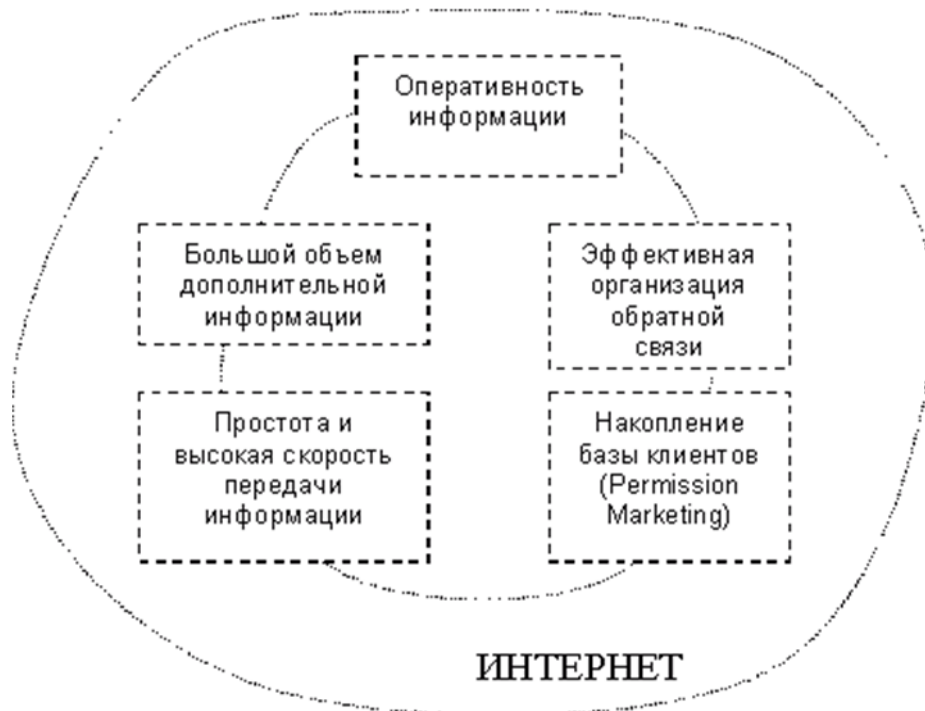 Оперативность
информации
Большой объем
дополнительной
информации
Эффективная
организация
обратной
связи
Простота и
высокая скорость
передачи
информации
Накопление
базы клиентов
(Permission
Marketing)
ИНТЕРНЕТ